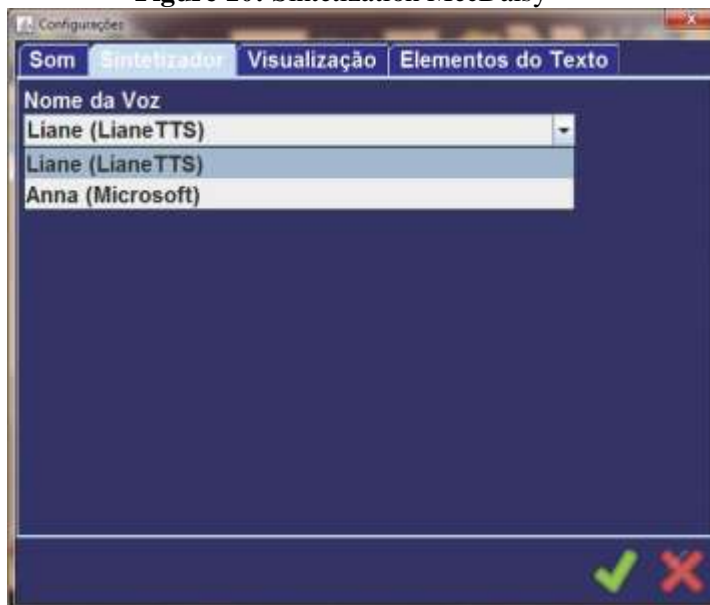 Configurações
Som Sintetizador Visualização Elementos do Texto
Nome da Voz
Liane (LianeTTS)
Liane (LianeTTS)
Anna (Microsoft)